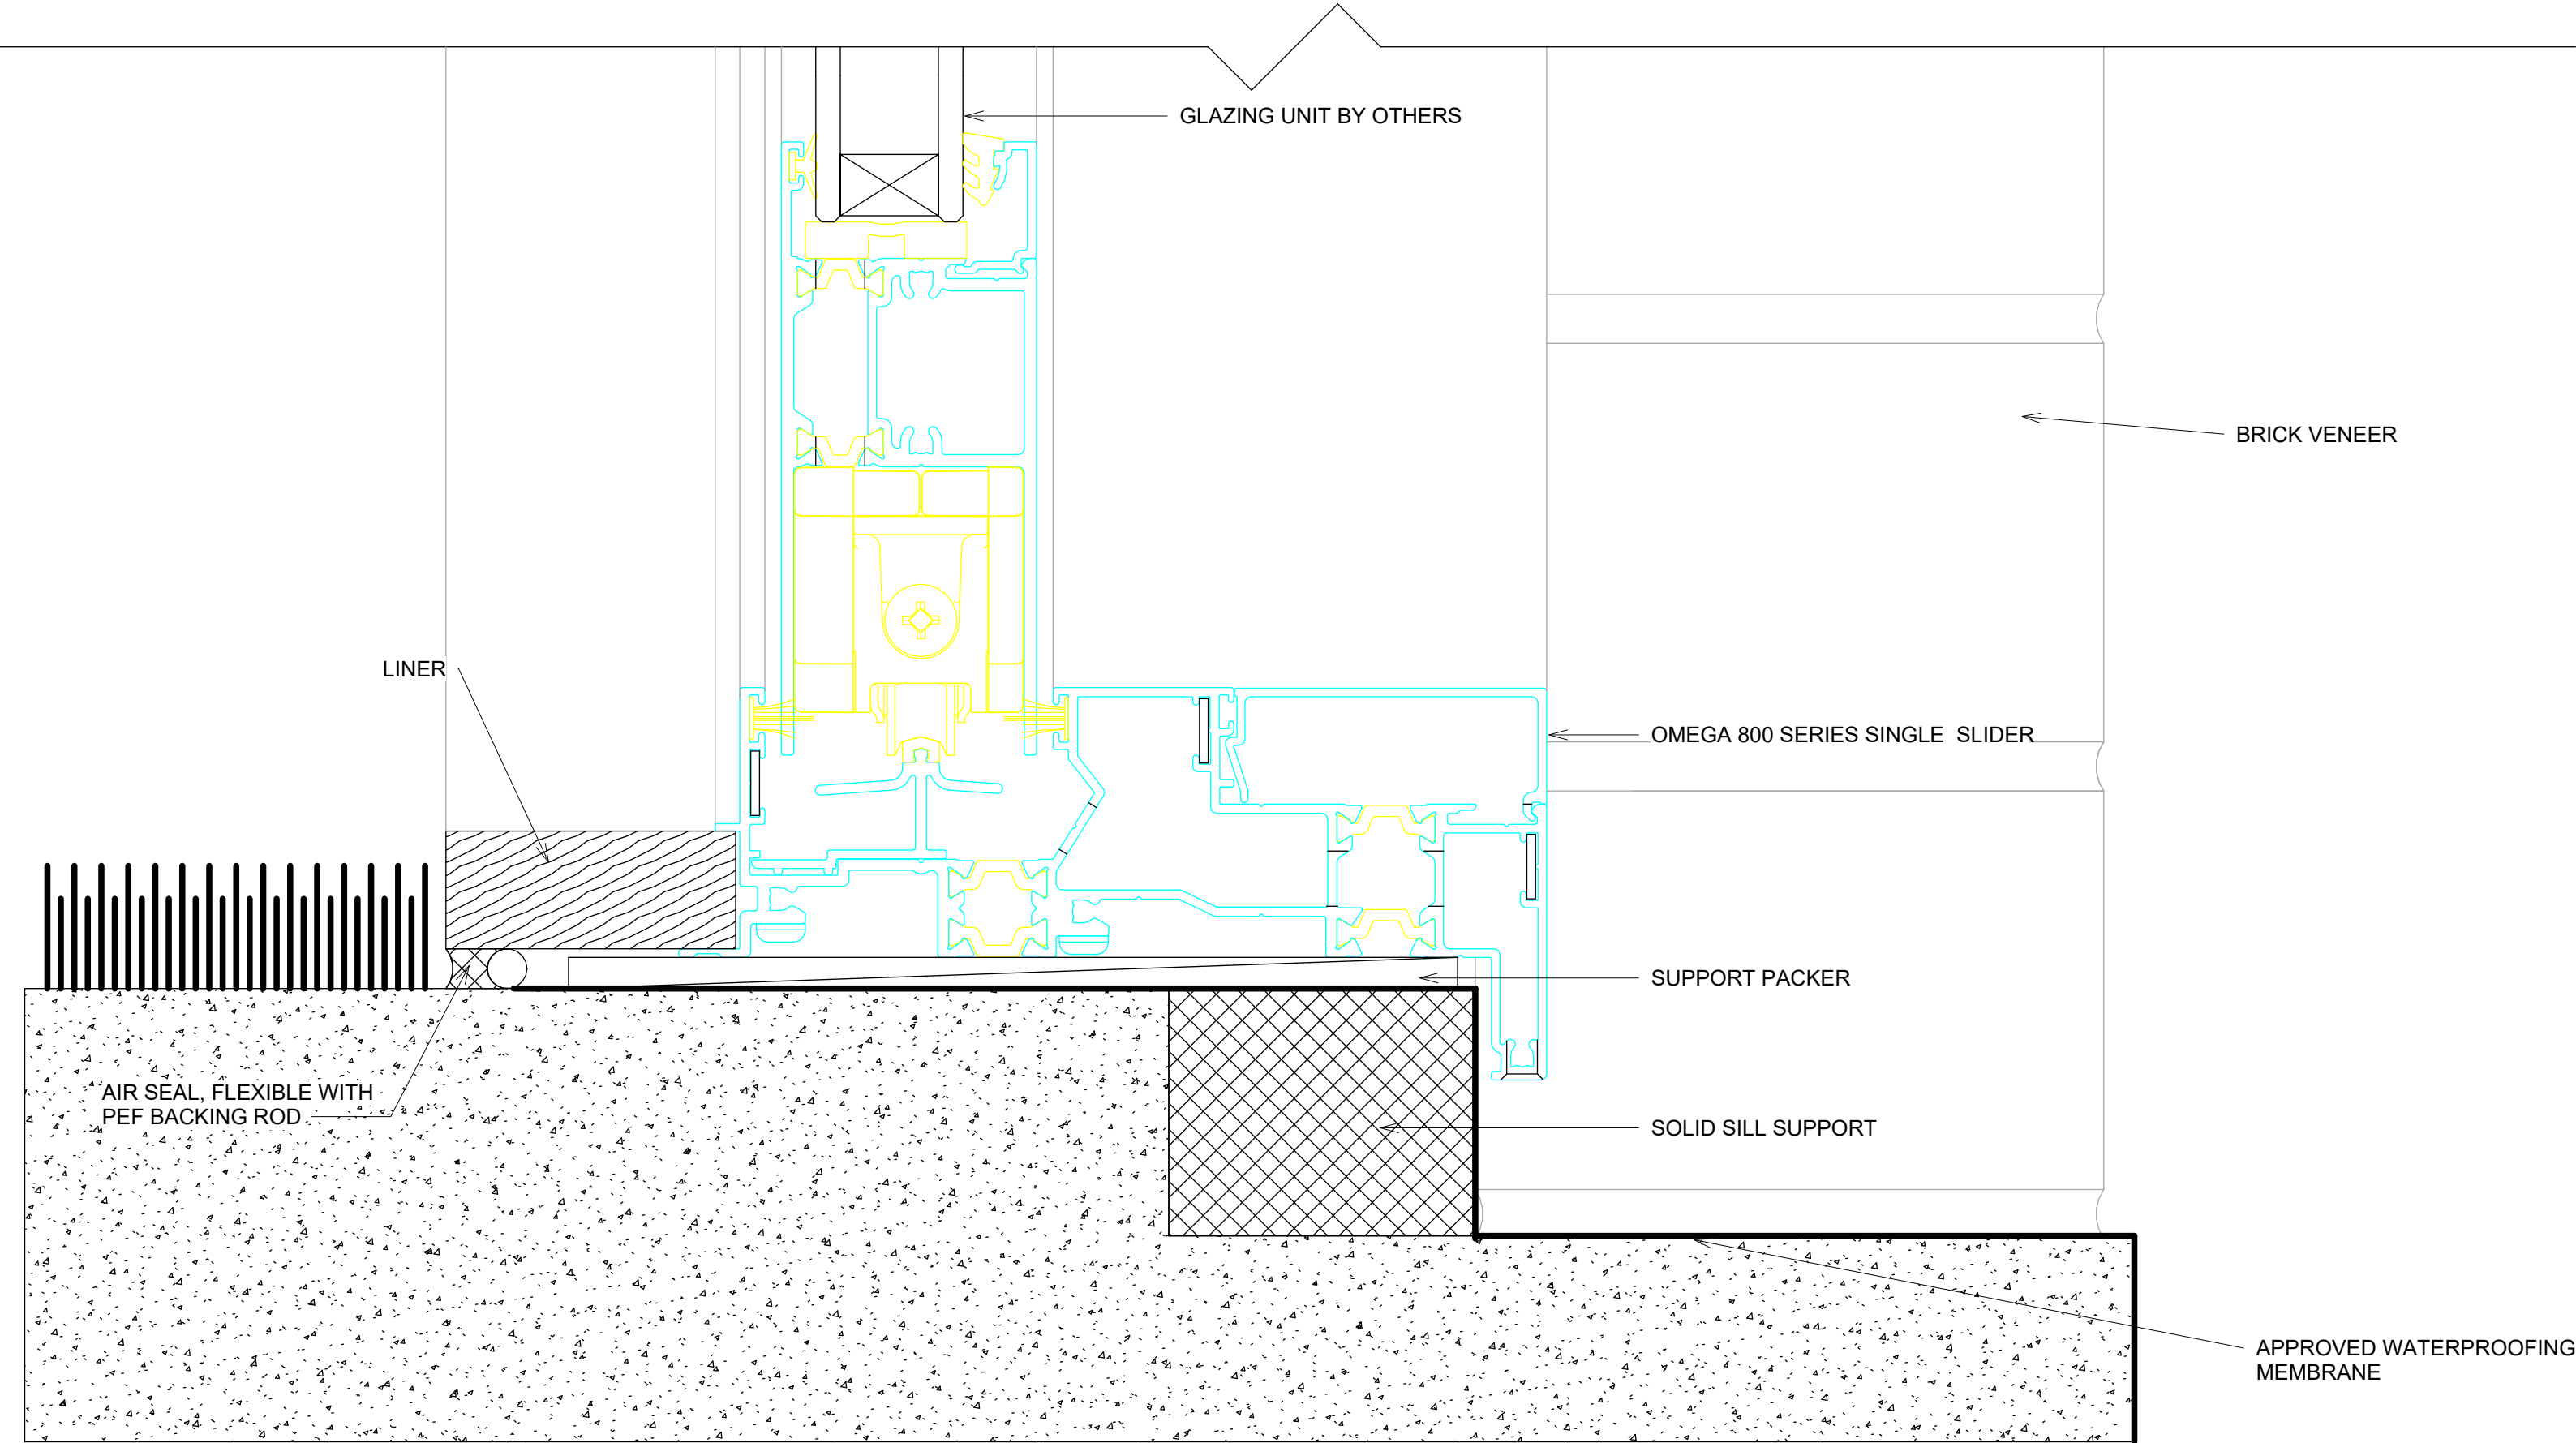 GLAZING UNIT BY OTHERS
BRICK VENEER
LINER
OMEGA 800 SERIES SINGLE  SLIDER
SUPPORT PACKER
AIR SEAL, FLEXIBLE WITH
PEF BACKING ROD
SOLID SILL SUPPORT
APPROVED WATERPROOFING
MEMBRANE